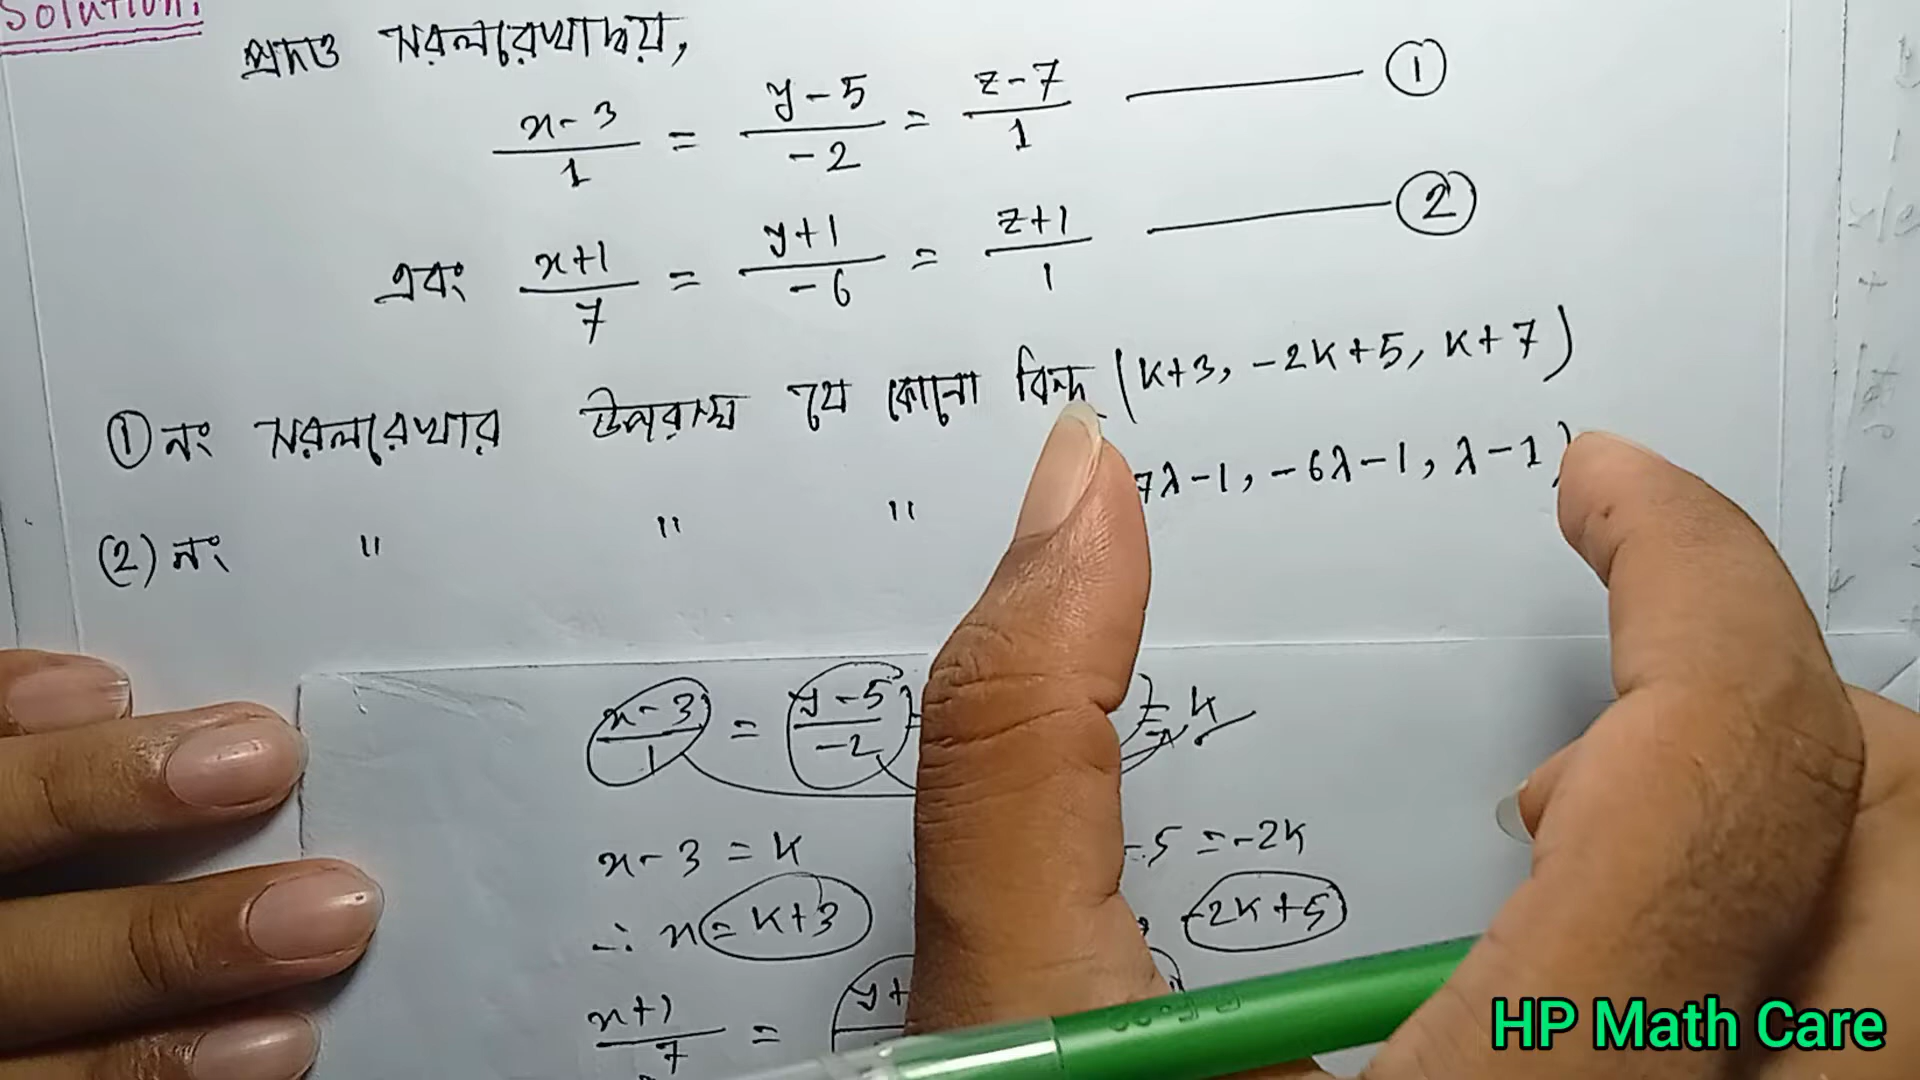 Solution:
প্রদত্ত সরলরেখাদ্বয়,
x-3/1 = y-5/-2 = z-7/1 ——— ①
এবং x+1/7 = y+1/-6 = z+1/1 ——— ②
① নং সরলরেখার উপরস্থ যে কোনো বিন্দু (k+3, -2k+5, k+7)
(2) নং " " " 7λ-1, -6λ-1, λ-1)
x-3/1 = y-5/-2 = k
x-3 = k -5 = -2k
∴ x = k+3 -2k+5
x+1/7 = y+
HP Math Care